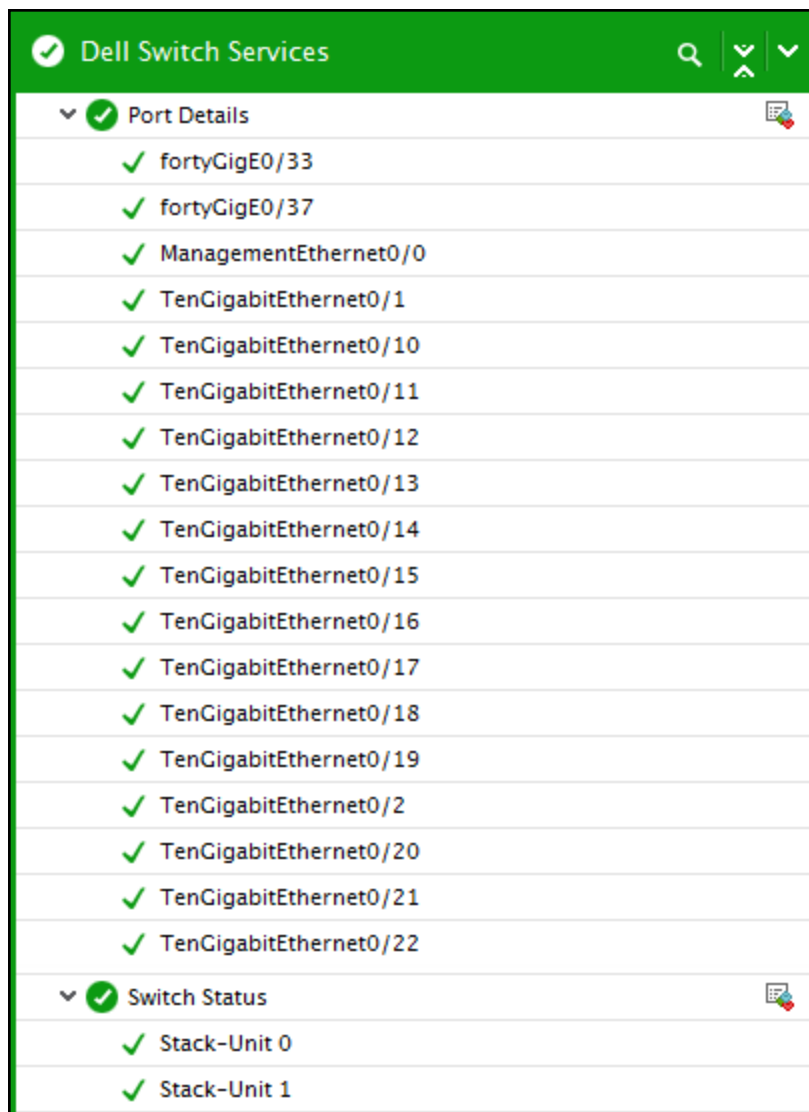 Dell Switch Services
Port Details
fortyGigE0/33
fortyGigE0/37
ManagementEthernet0/0
TenGigabitEthernet0/1
TenGigabitEthernet0/10
TenGigabitEthernet0/11
TenGigabitEthernet0/12
TenGigabitEthernet0/13
TenGigabitEthernet0/14
TenGigabitEthernet0/15
TenGigabitEthernet0/16
TenGigabitEthernet0/17
TenGigabitEthernet0/18
TenGigabitEthernet0/19
TenGigabitEthernet0/2
TenGigabitEthernet0/20
TenGigabitEthernet0/21
TenGigabitEthernet0/22
Switch Status
Stack-Unit 0
Stack-Unit 1